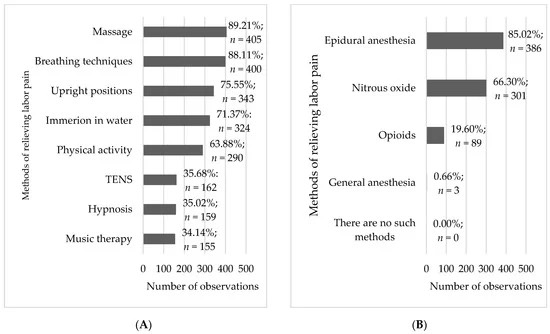 Methods of relieving labor pain
Massage
89.21%;
n = 405
Breathing techniques
88.11%;
n = 400
Upright positions
75.55%;
n = 343
Immerion in water
71.37%;
n = 324
Physical activity
63.88%;
n = 290
TENS
35.68%;
n = 162
Hypnosis
35.02%;
n = 159
Music therapy
34.14%;
n = 155
0 100 200 300 400 500
Number of observations
(A)
Methods of relieving labor pain
Epidural anesthesia
85.02%;
n = 386
Nitrous oxide
66.30%;
n = 301
Opioids
19.60%;
n = 89
General anesthesia
0.66%;
n = 3
There are no such
methods
0.00%;
n = 0
0 100 200 300 400 500
Number of observations
(B)